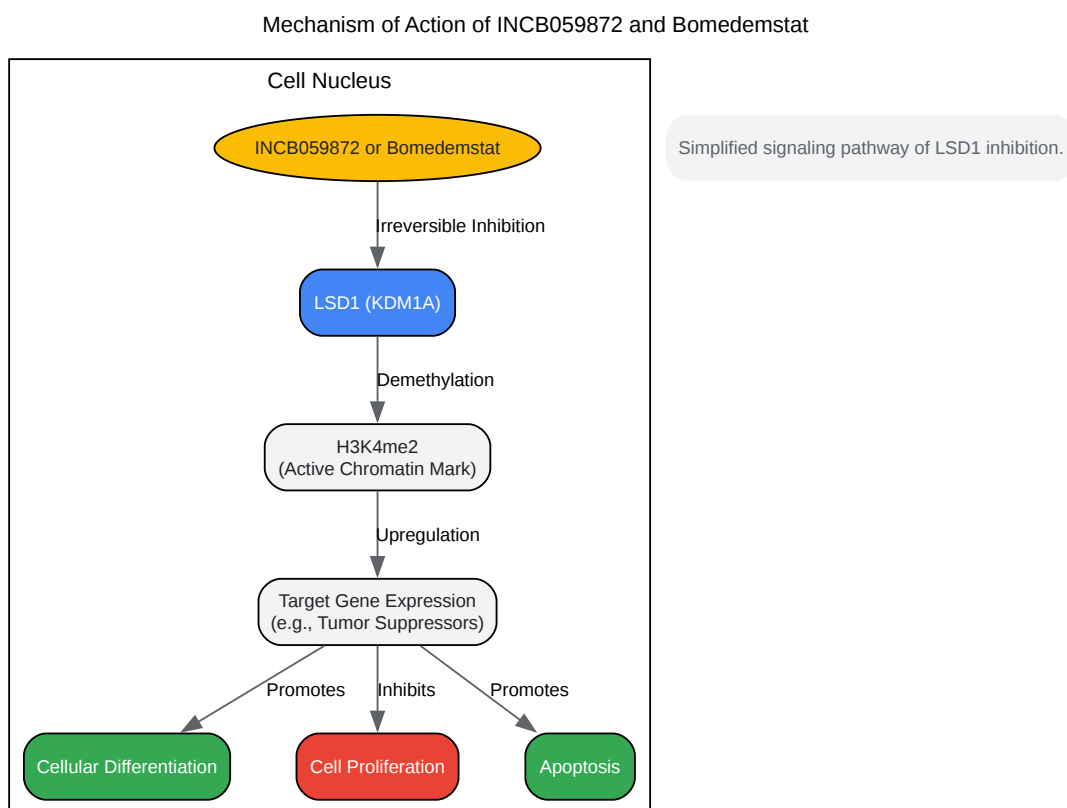 Mechanism of Action of INCB059872 and Bomedemstat
Cell Nucleus
INCB059872 or Bomedemstat
Simplified signaling pathway of LSD1 inhibition.
Irreversible Inhibition
LSD1 (KDM1A)
Demethylation
H3K4me2
(Active Chromatin Mark)
Upregulation
Target Gene Expression
(e.g., Tumor Suppressors)
Promotes
Inhibits
Promotes
Cellular Differentiation
Cell Proliferation
Apoptosis